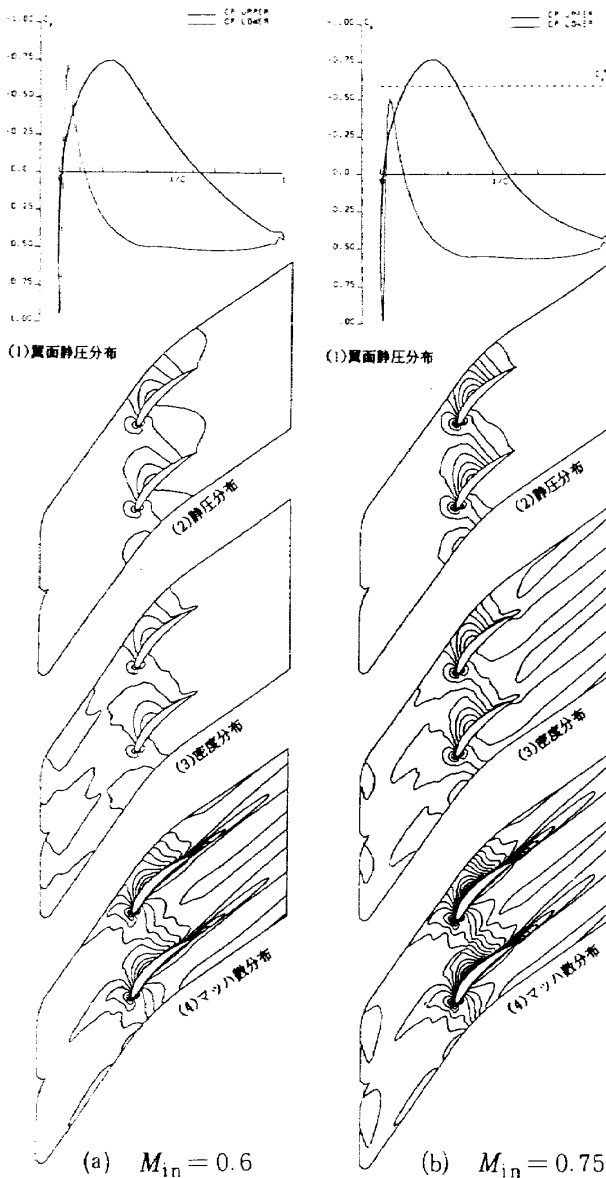 -1.00
CP UPPER
CP LOWER
-0.75
-0.50
-0.25
0.0
0.25
0.50
0.75
1.00
(1)翼面静圧分布
(2)静圧分布
(3)密度分布
(4)マッハ数分布
(a) M_in = 0.6
-1.00
CP UPPER
CP LOWER
-0.75
-0.50
-0.25
0.0
0.25
0.50
0.75
1.00
(1)翼面静圧分布
(2)静圧分布
(3)密度分布
(4)マッハ数分布
(b) M_in = 0.75